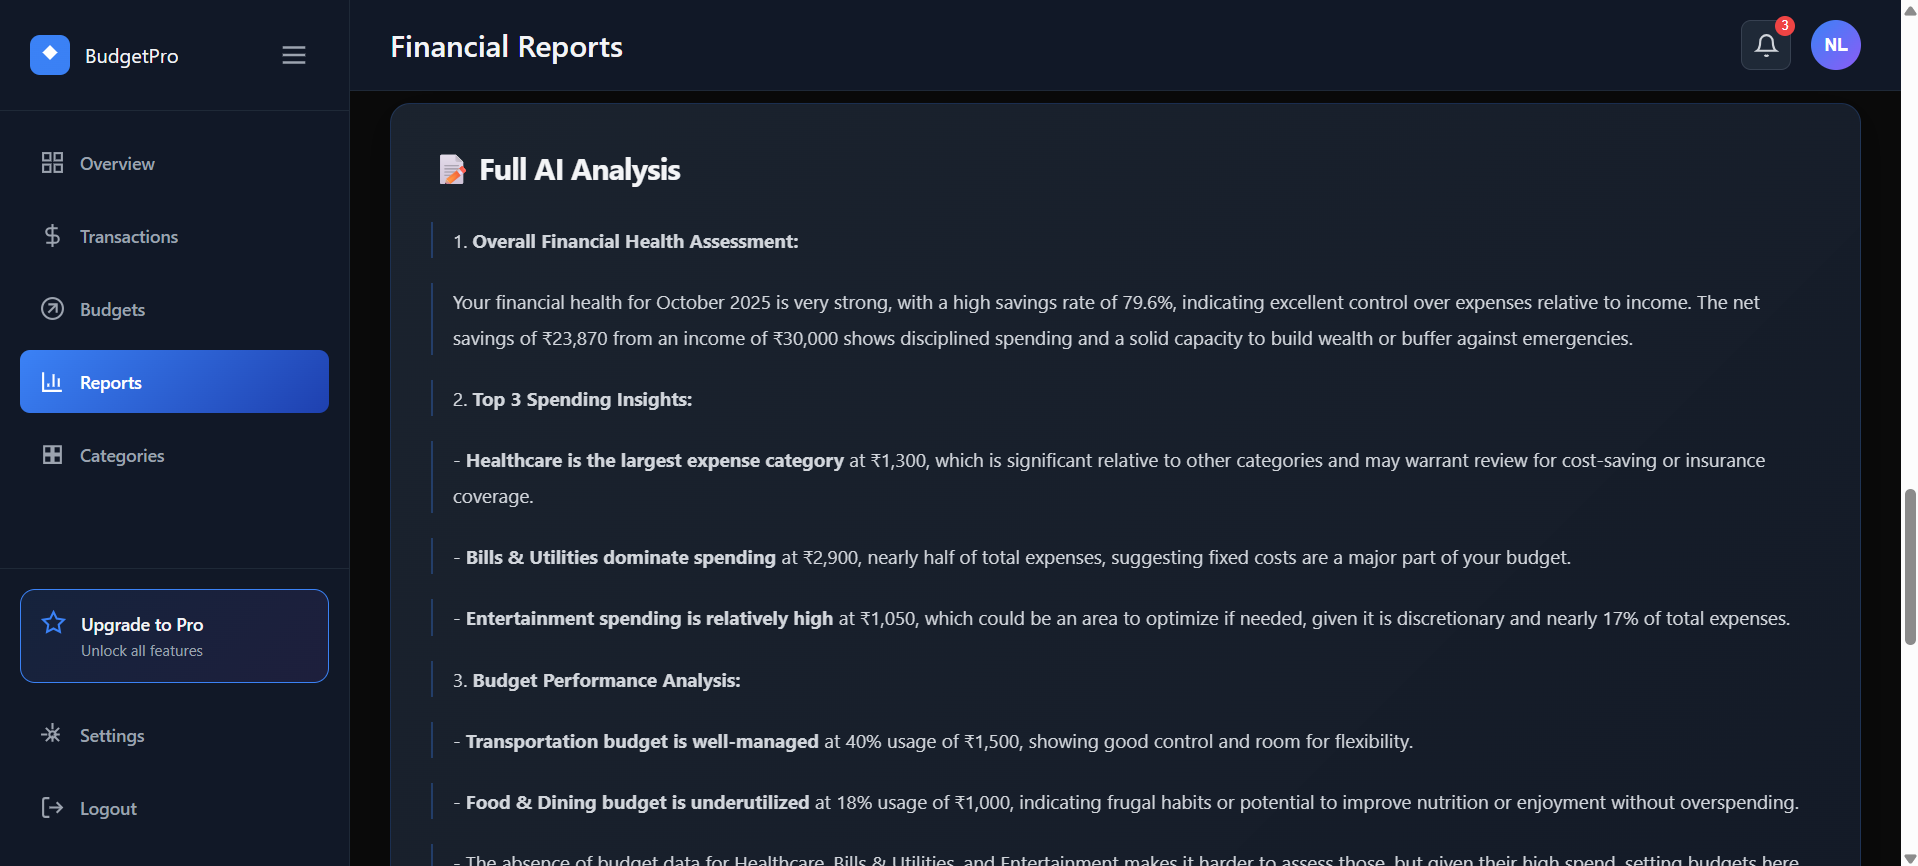 BudgetPro
Overview
Transactions
Budgets
Reports
Categories
Upgrade to Pro
Unlock all features
Settings
Logout
Financial Reports
3
NL
Full AI Analysis
1. Overall Financial Health Assessment:
Your financial health for October 2025 is very strong, with a high savings rate of 79.6%, indicating excellent control over expenses relative to income. The net
savings of ₹23,870 from an income of ₹30,000 shows disciplined spending and a solid capacity to build wealth or buffer against emergencies.
2. Top 3 Spending Insights:
- Healthcare is the largest expense category at ₹1,300, which is significant relative to other categories and may warrant review for cost-saving or insurance
coverage.
- Bills & Utilities dominate spending at ₹2,900, nearly half of total expenses, suggesting fixed costs are a major part of your budget.
- Entertainment spending is relatively high at ₹1,050, which could be an area to optimize if needed, given it is discretionary and nearly 17% of total expenses.
3. Budget Performance Analysis:
- Transportation budget is well-managed at 40% usage of ₹1,500, showing good control and room for flexibility.
- Food & Dining budget is underutilized at 18% usage of ₹1,000, indicating frugal habits or potential to improve nutrition or enjoyment without overspending.
- The absence of budget data for Healthcare, Bills & Utilities, and Entertainment makes it harder to assess those, but given their high spend, setting budgets here